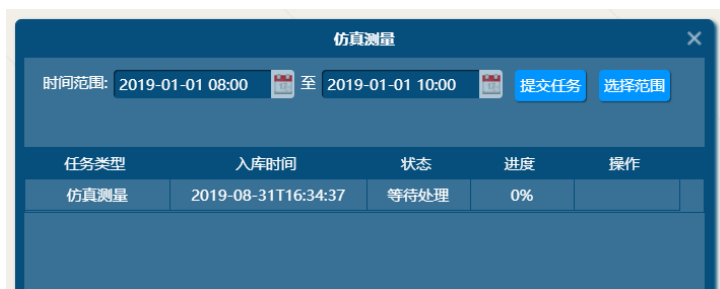 仿真测量
时间范围: 2019-01-01 08:00 至 2019-01-01 10:00 提交任务 选择范围
任务类型 入库时间 状态 进度 操作
仿真测量 2019-08-31T16:34:37 等待处理 0%